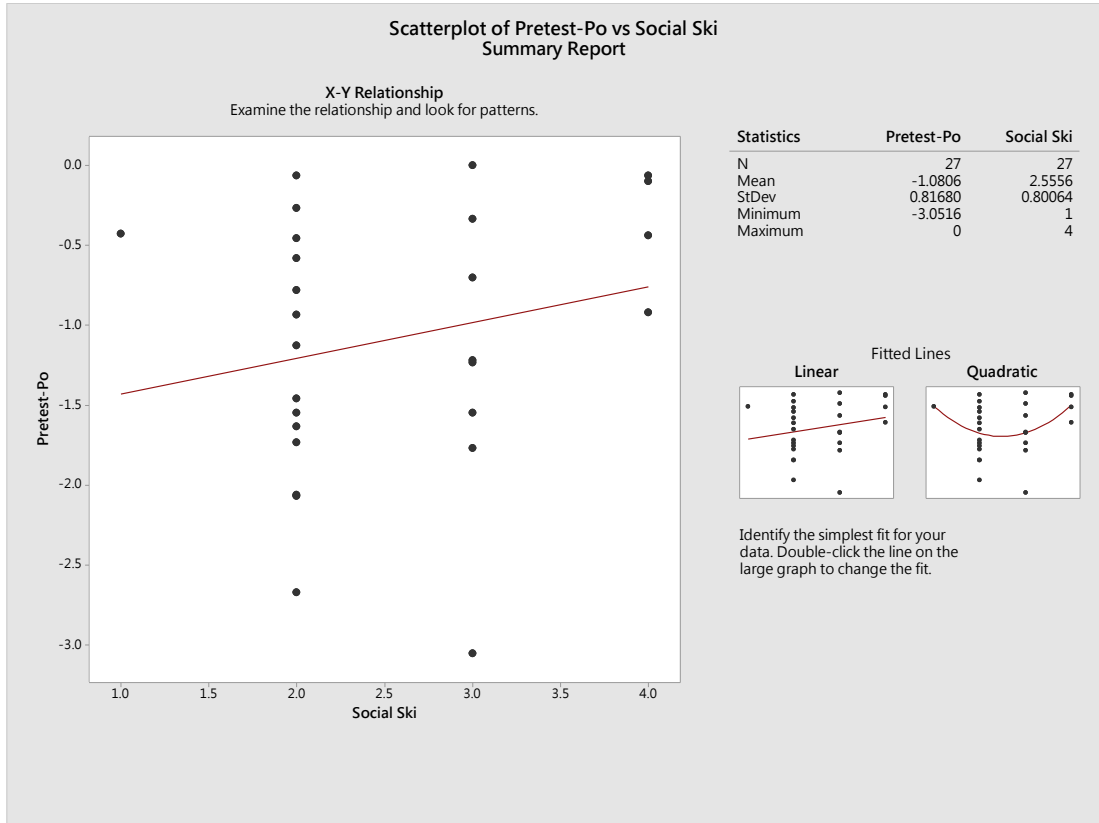 Scatterplot of Pretest-Po vs Social Ski
Summary Report
X-Y Relationship
Examine the relationship and look for patterns.
0.0
-0.5
-1.0
-1.5
-2.0
-2.5
-3.0
Pretest-Po
1.0 1.5 2.0 2.5 3.0 3.5 4.0
Social Ski
Statistics Pretest-Po Social Ski
N 27 27
Mean -1.0806 2.5556
StDev 0.81680 0.80064
Minimum -3.0516 1
Maximum 0 4
Fitted Lines
Linear Quadratic
Identify the simplest fit for your
data. Double-click the line on the
large graph to change the fit.